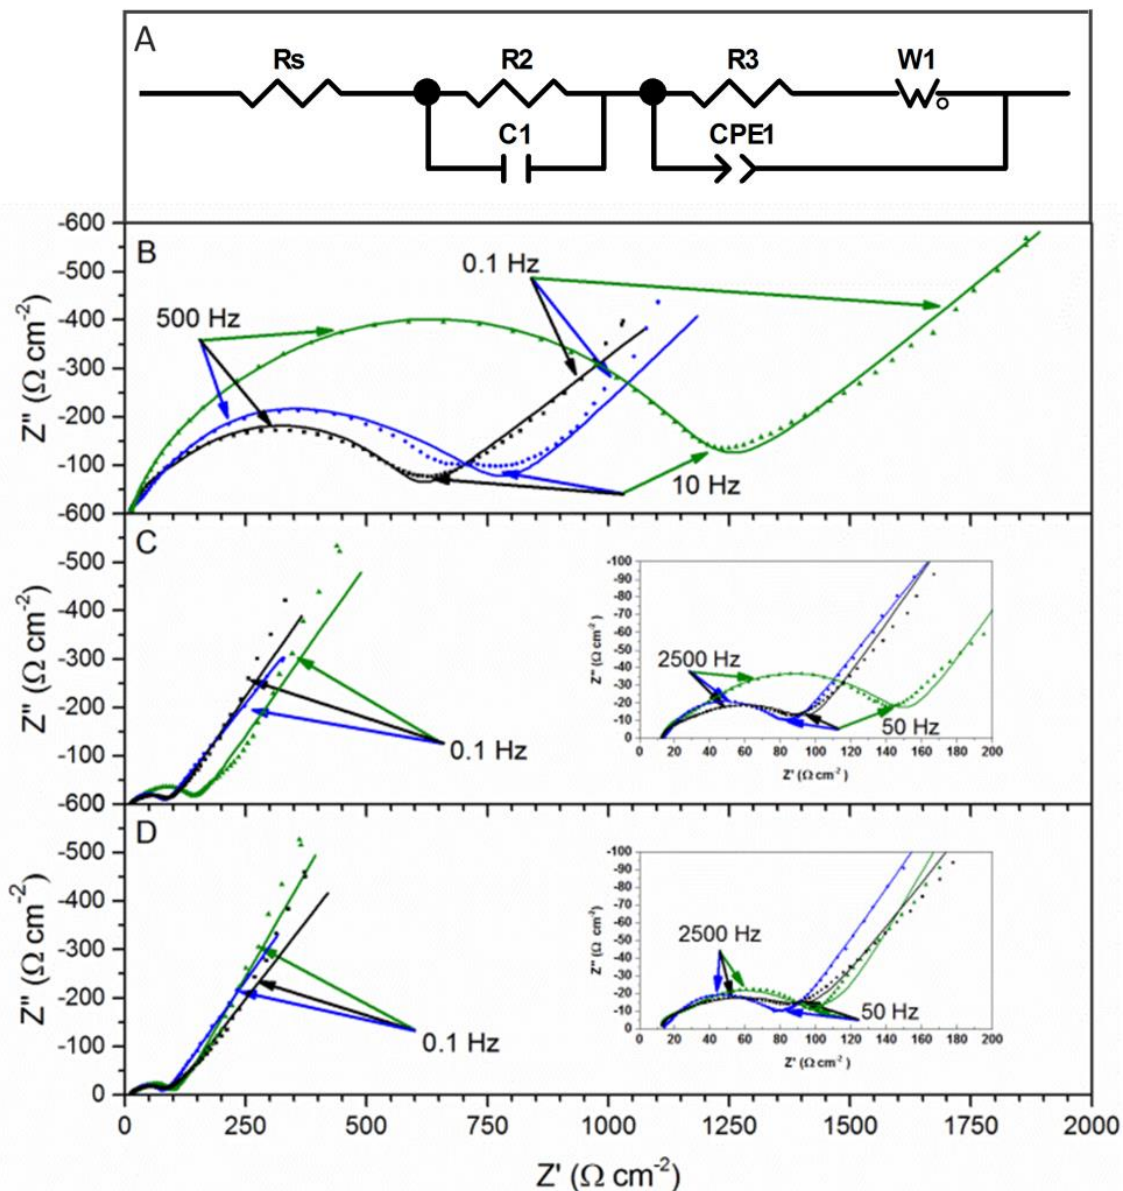 A
Rs
R2
R3
W1
C1
CPE1
B
-600
-500
-400
-300
-200
-100
-600
Z" (Ω cm⁻²)
0.1 Hz
500 Hz
10 Hz
C
-500
-400
-300
-200
-100
-600
Z" (Ω cm⁻²)
0.1 Hz
-100
-90
-80
-70
-60
-50
-40
-30
-20
-10
0
Z" (Ω cm⁻²)
2500 Hz
50 Hz
0 20 40 60 80 100 120 140 160 180 200
Z' (Ω cm⁻²)
D
-500
-400
-300
-200
-100
0
Z" (Ω cm⁻²)
0.1 Hz
-100
-90
-80
-70
-60
-50
-40
-30
-20
-10
0
Z" (Ω cm⁻²)
2500 Hz
50 Hz
0 20 40 60 80 100 120 140 160 180 200
Z' (Ω cm⁻²)
0 250 500 750 1000 1250 1500 1750 2000
Z' (Ω cm⁻²)